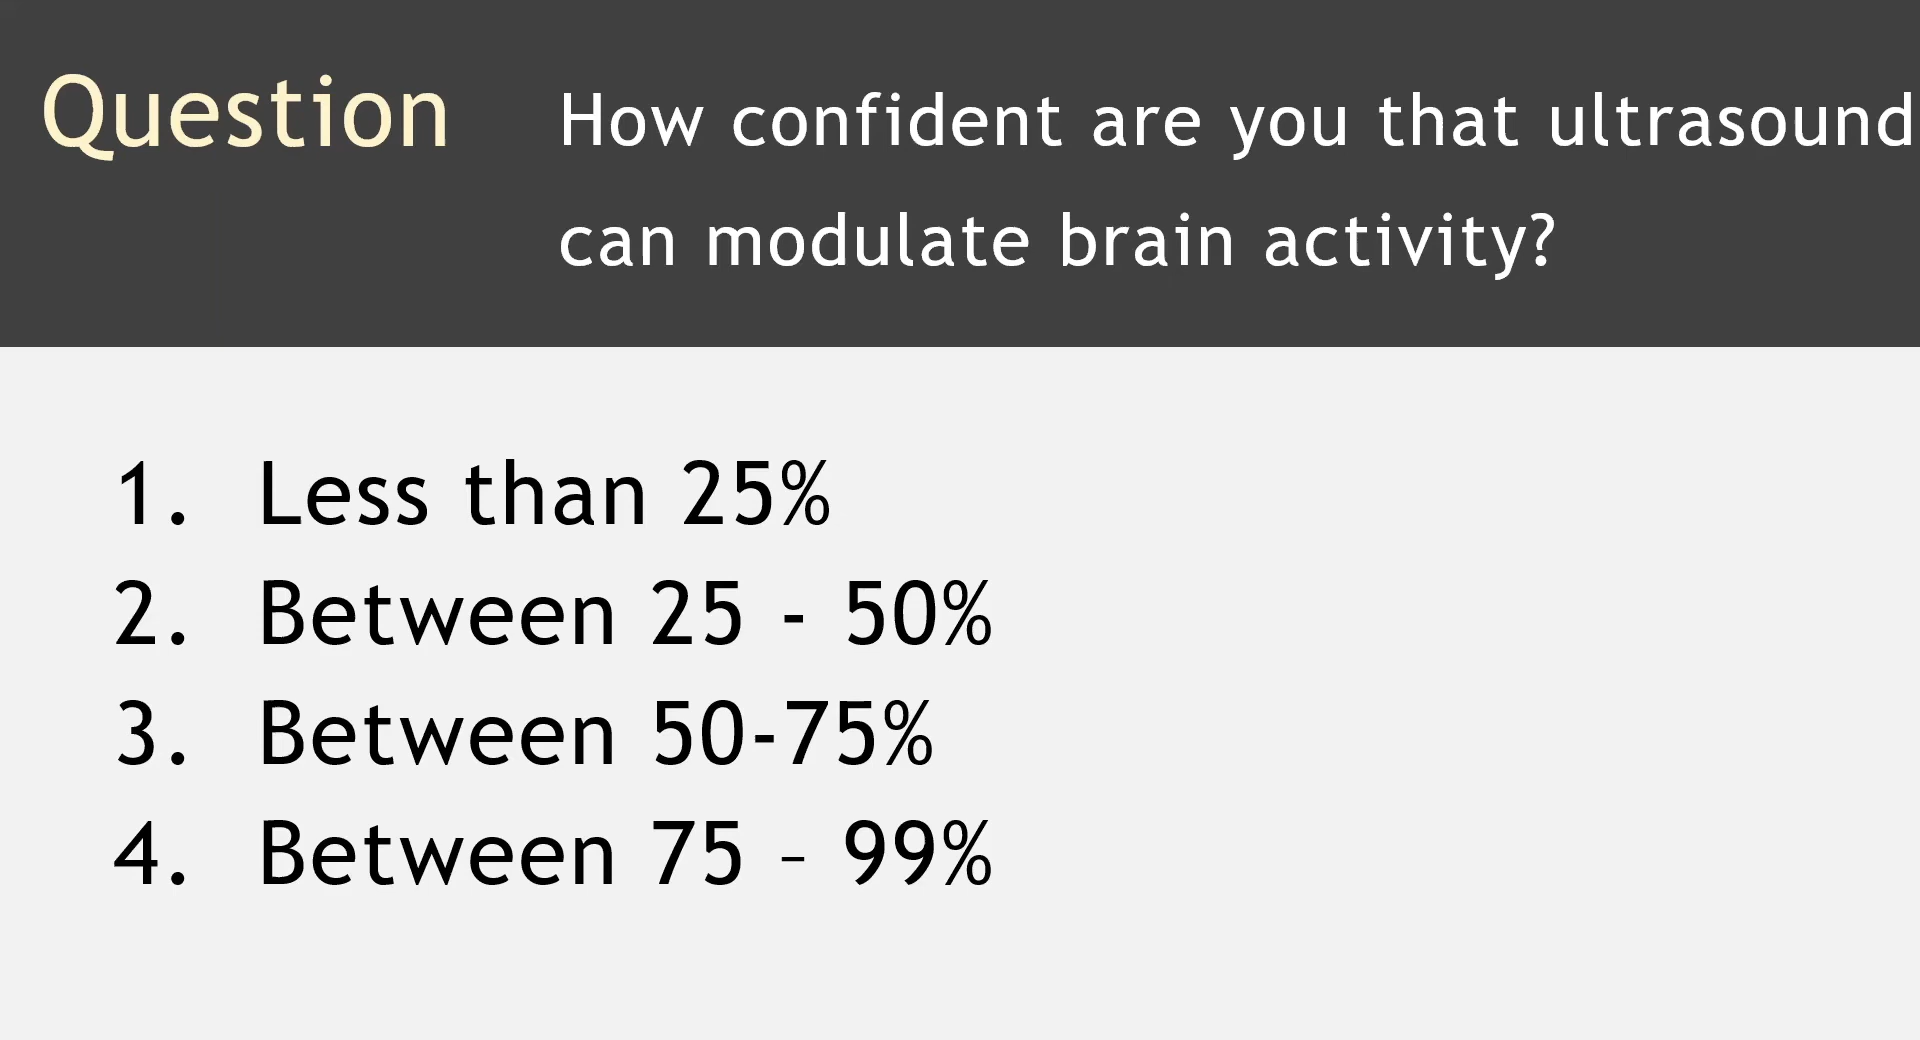 Question
How confident are you that ultrasound
can modulate brain activity?
1. Less than 25%
2. Between 25 - 50%
3. Between 50-75%
4. Between 75 – 99%